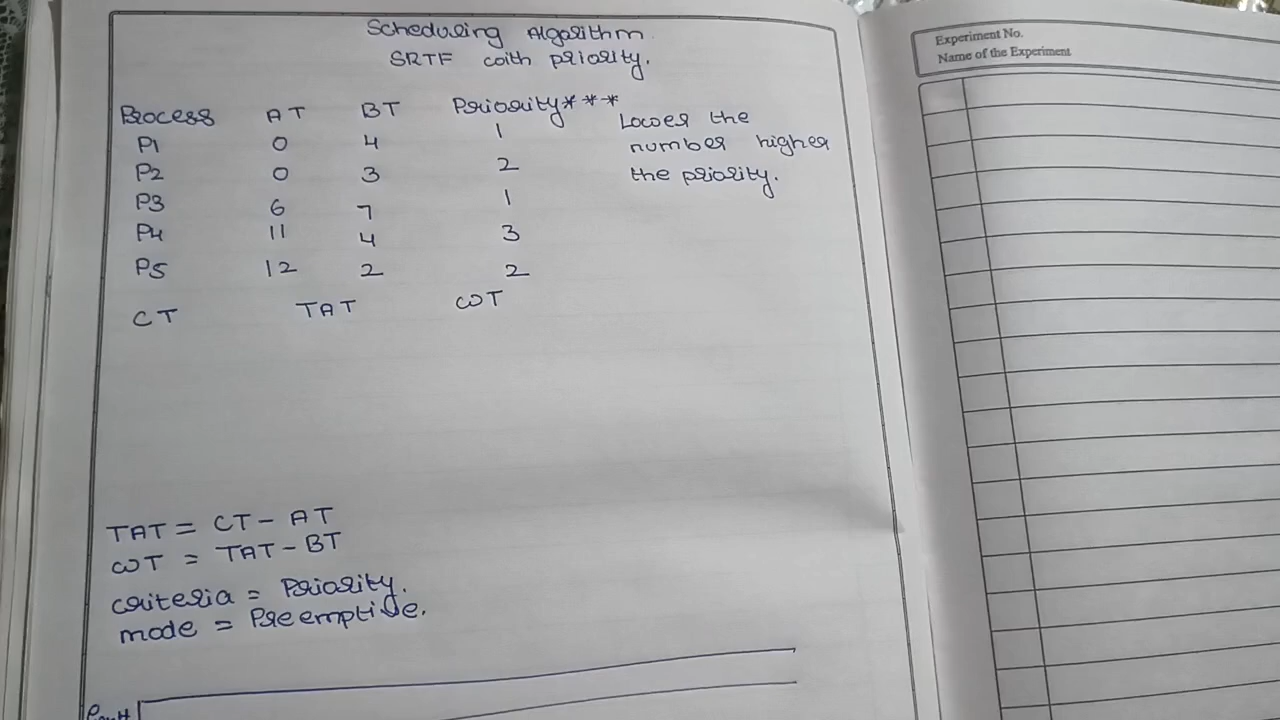 Scheduling Algorithm
SRTF with priority.
Process AT BT Priority***
P1 0 4 1
P2 0 3 2
P3 6 7 1
P4 11 4 3
P5 12 2 2
Lower the
number higher
the priority.
CT TAT WT
TAT = CT - AT
WT = TAT - BT
criteria = Priority.
mode = Preemptive.
Experiment No.
Name of the Experiment